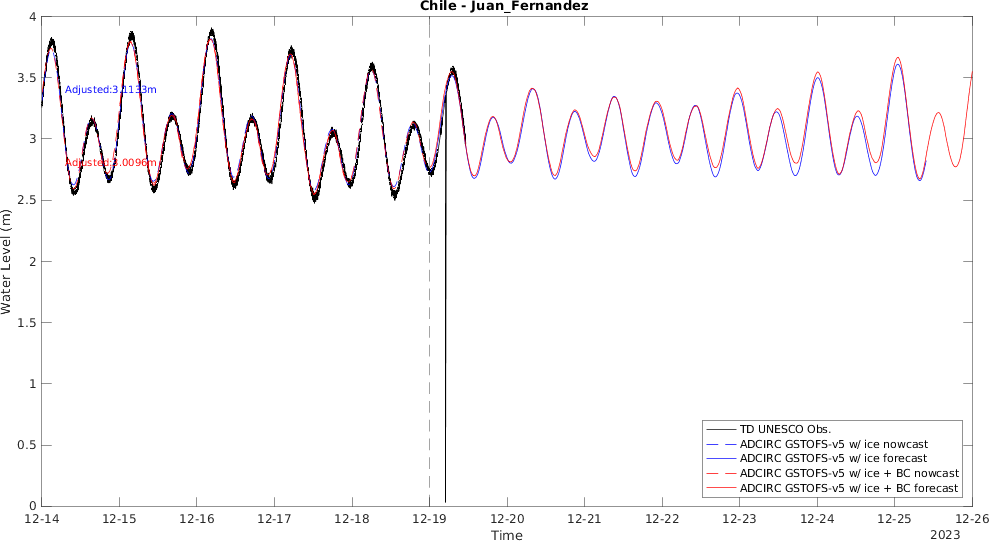 Chile - Juan_Fernandez
4
3.5
3
2.5
2
1.5
1
0.5
0
Water Level (m)
Adjusted:3.1133m
Adjusted:3.0096m
TD UNESCO Obs.
ADCIRC GSTOFS-v5 w/ ice nowcast
ADCIRC GSTOFS-v5 w/ ice forecast
ADCIRC GSTOFS-v5 w/ ice + BC nowcast
ADCIRC GSTOFS-v5 w/ ice + BC forecast
12-14 12-15 12-16 12-17 12-18 12-19 12-20 12-21 12-22 12-23 12-24 12-25 12-26
Time
2023